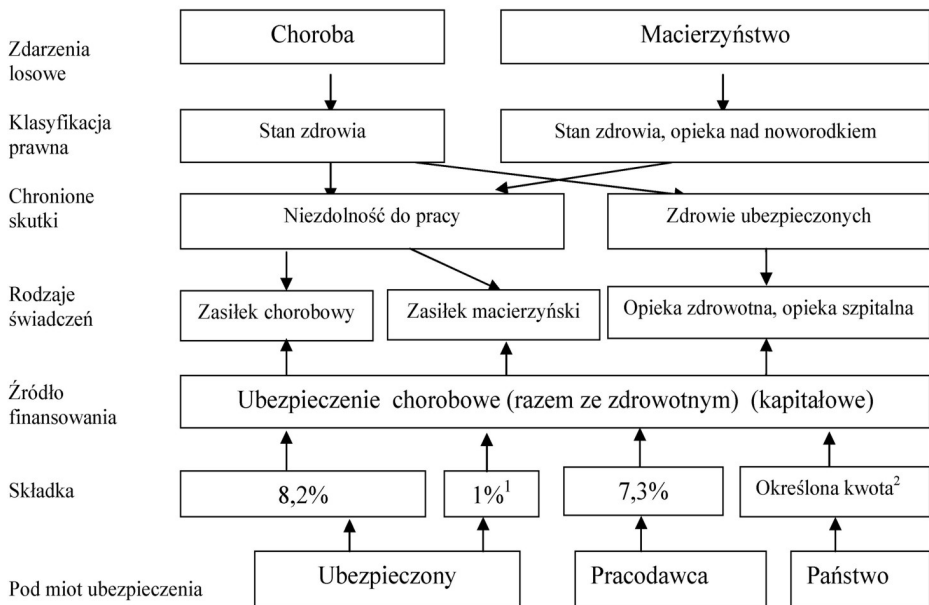 Zdarzenia
losowe
Choroba
Macierzyństwo
Klasyfikacja
prawna
Stan zdrowia
Stan zdrowia, opieka nad noworodkiem
Chronione
skutki
Niezdolność do pracy
Zdrowie ubezpieczonych
Rodzaje
świadczeń
Zasiłek chorobowy
Zasiłek macierzyński
Opieka zdrowotna, opieka szpitalna
Źródło
finansowania
Ubezpieczenie chorobowe (razem ze zdrowotnym) (kapitałowe)
Składka
8,2%
1%¹
7,3%
Określona kwota²
Pod miot ubezpieczenia
Ubezpieczony
Pracodawca
Państwo